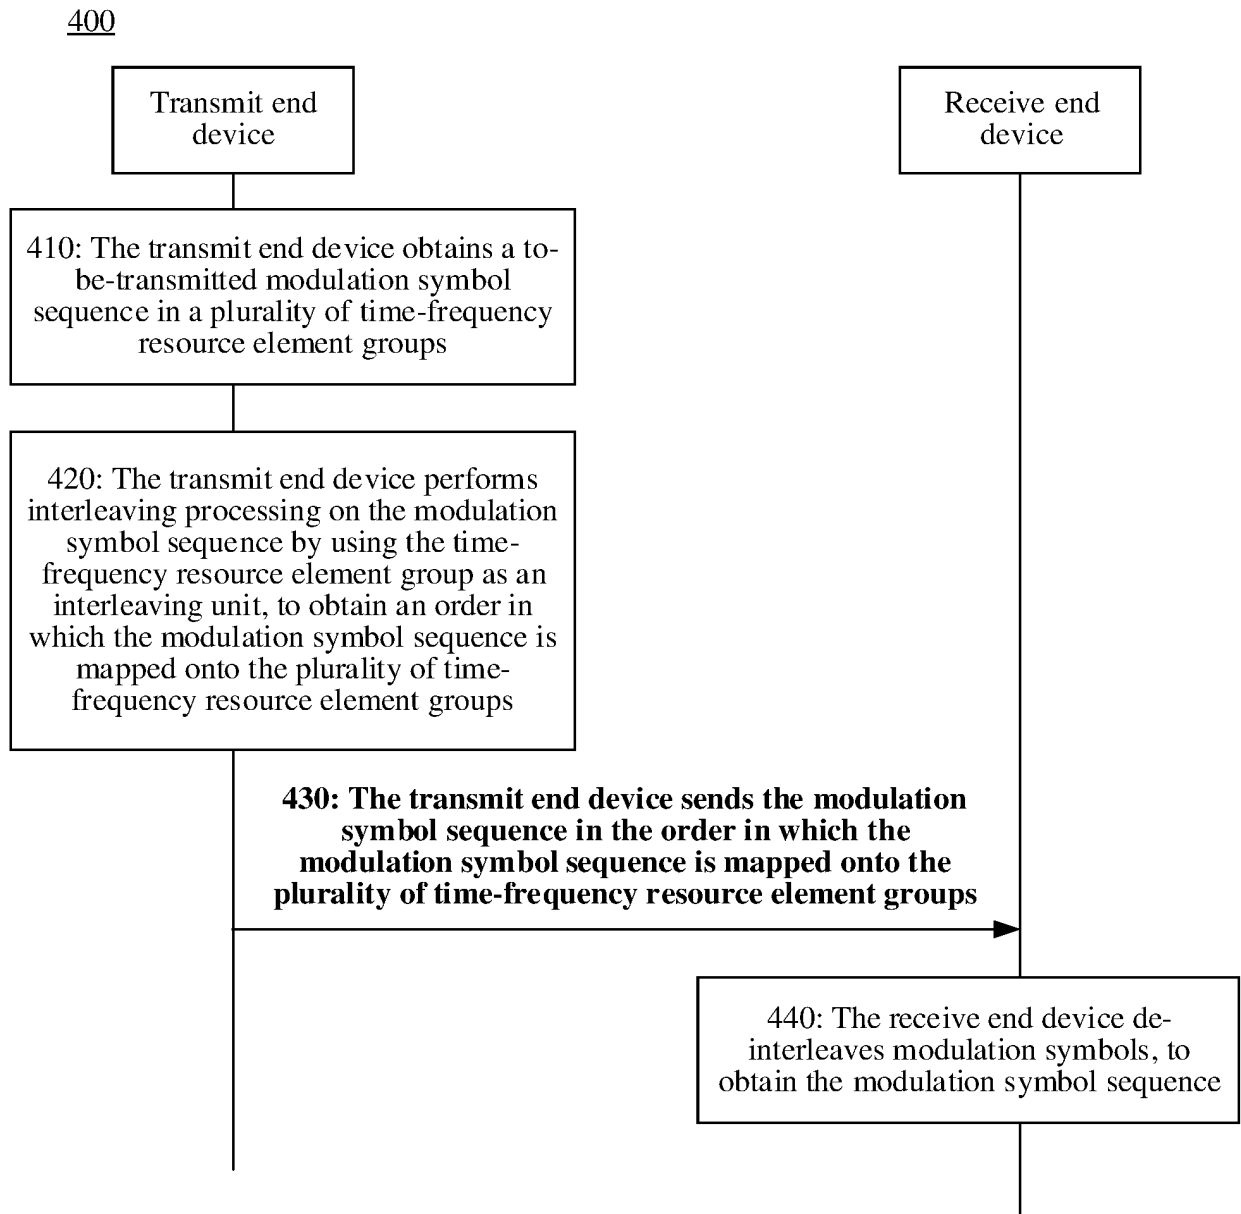 400
Transmit end
device
Receive end
device
410: The transmit end device obtains a to-
be-transmitted modulation symbol
sequence in a plurality of time-frequency
resource element groups
420: The transmit end device performs
interleaving processing on the modulation
symbol sequence by using the time-
frequency resource element group as an
interleaving unit, to obtain an order in
which the modulation symbol sequence is
mapped onto the plurality of time-
frequency resource element groups
430: The transmit end device sends the modulation
symbol sequence in the order in which the
modulation symbol sequence is mapped onto the
plurality of time-frequency resource element groups
440: The receive end device de-
interleaves modulation symbols, to
obtain the modulation symbol sequence